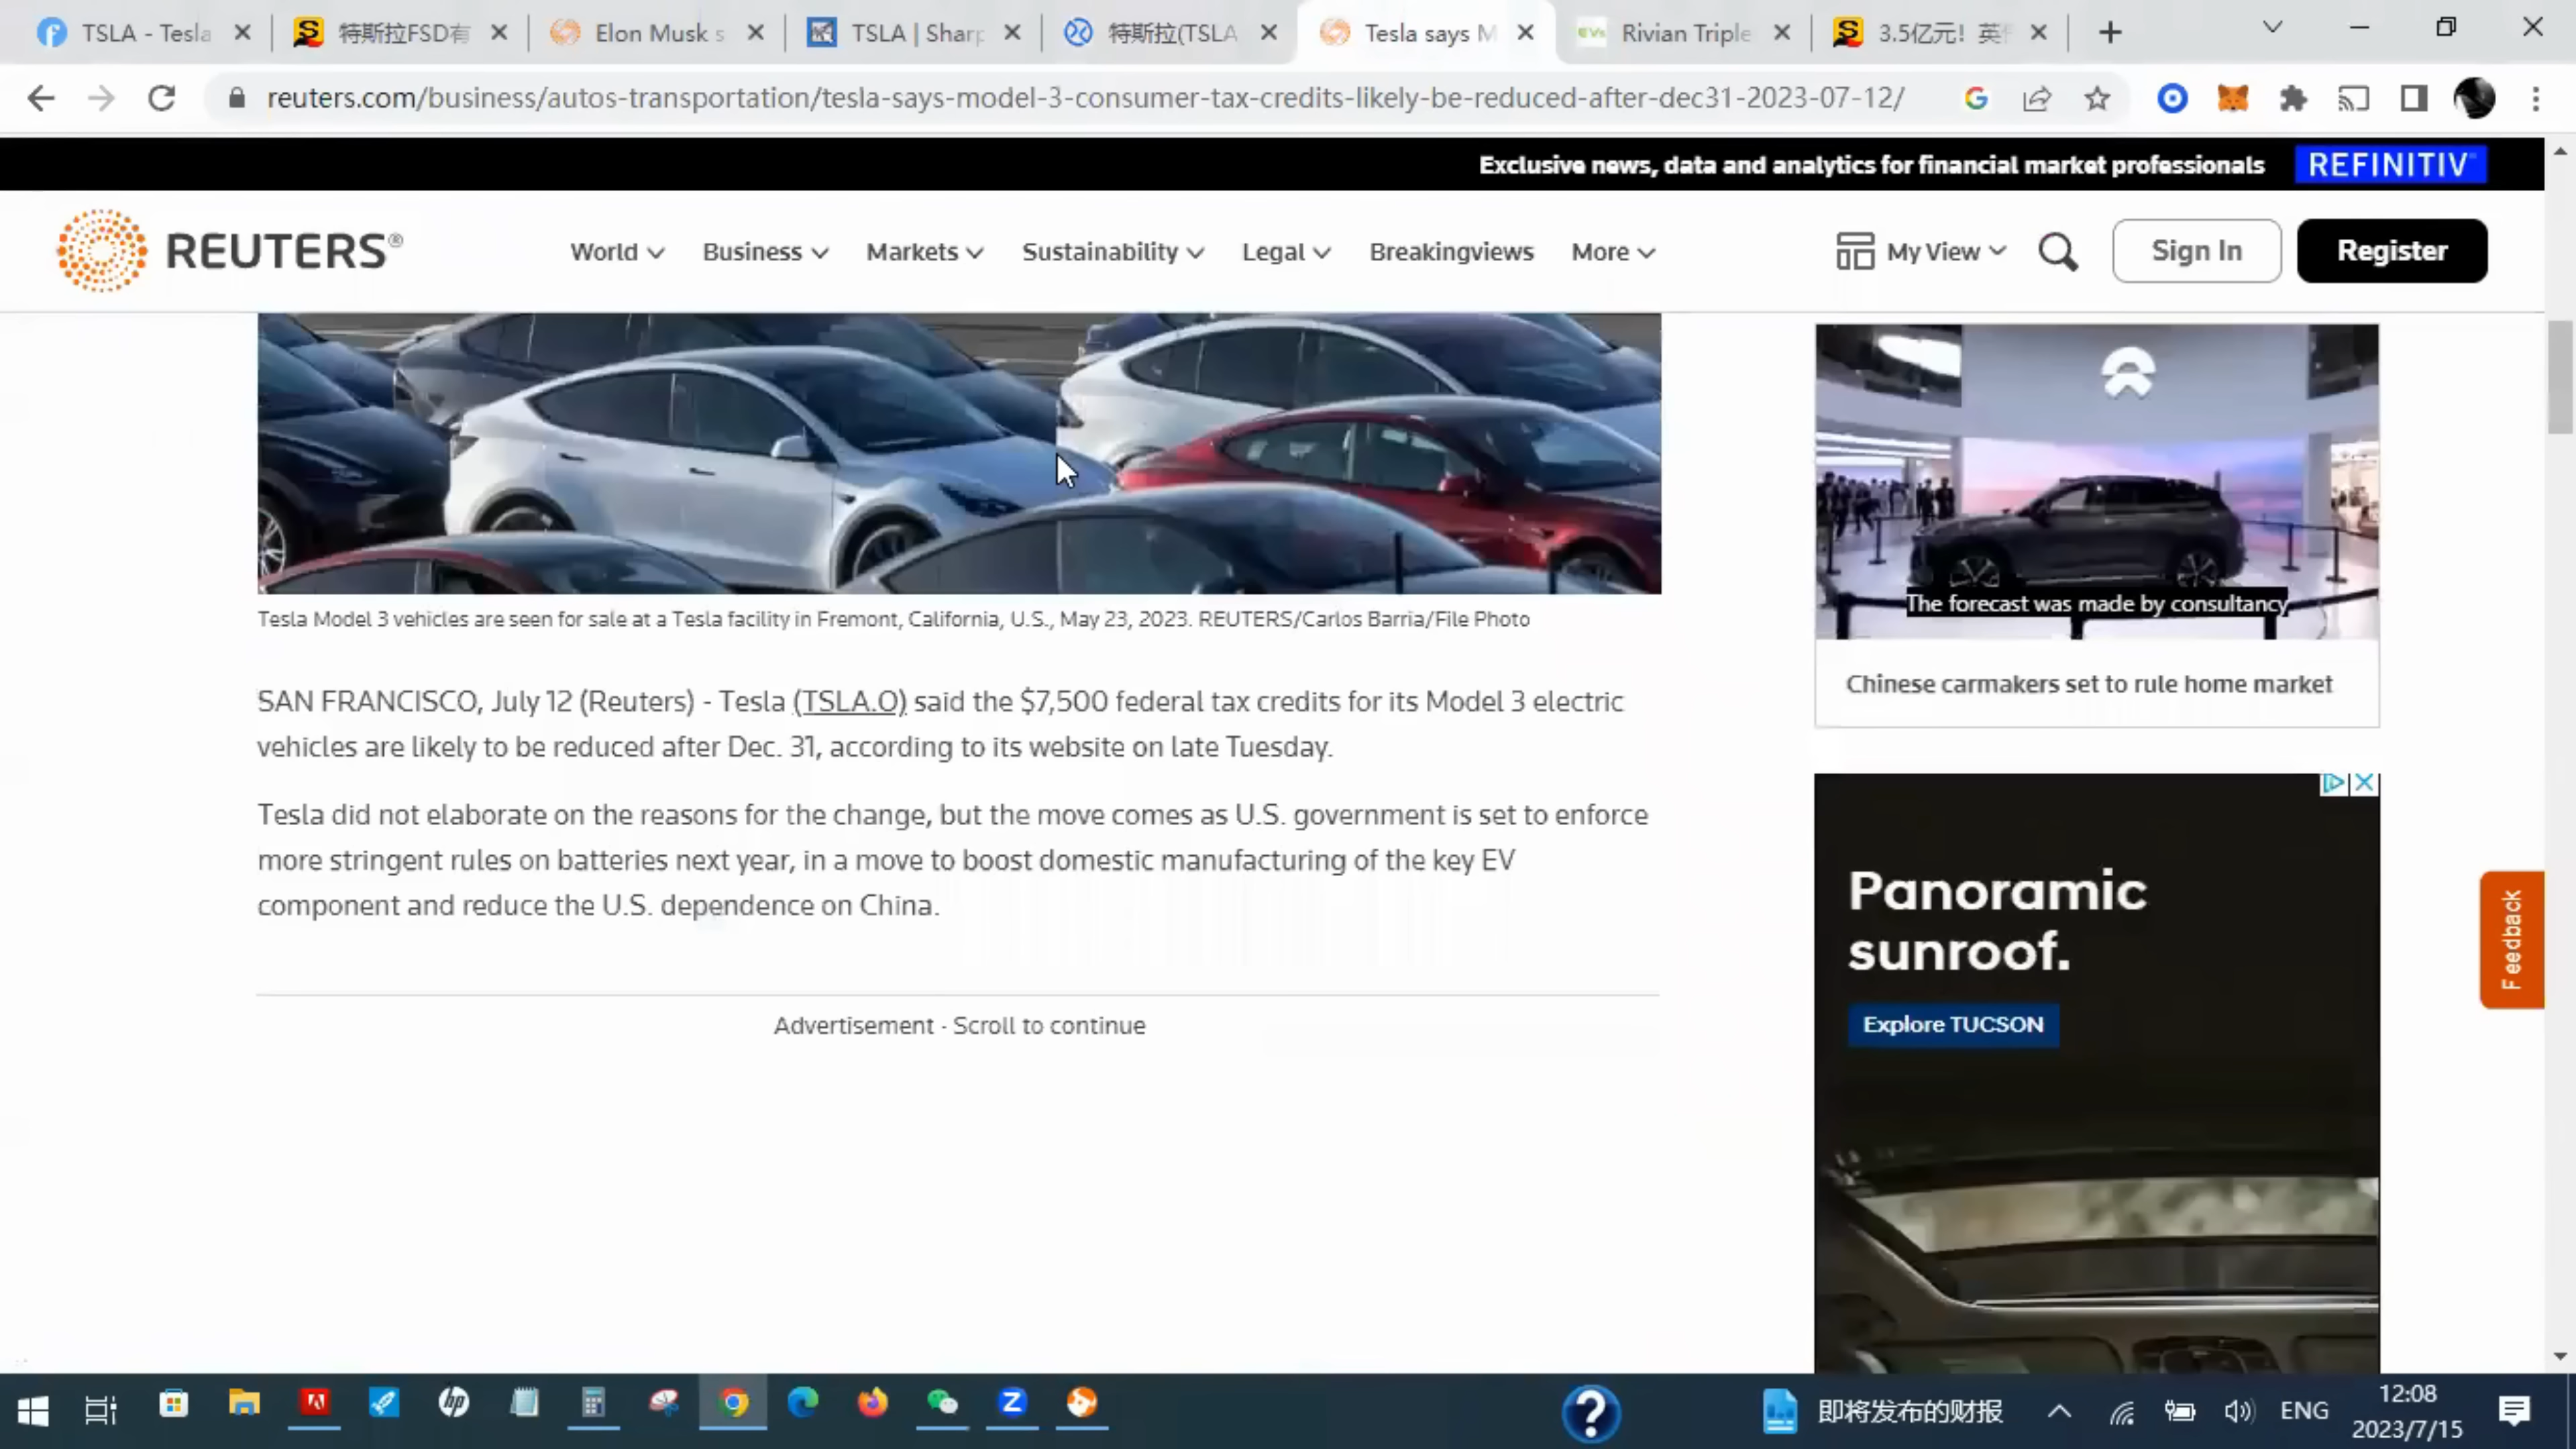 TSLA - Tesla
特斯拉FSD有
Elon Musk s
TSLA | Sharp
特斯拉(TSLA
Tesla says M
Rivian Triple
3.5亿元！英
reuters.com/business/autos-transportation/tesla-says-model-3-consumer-tax-credits-likely-be-reduced-after-dec31-2023-07-12/
Exclusive news, data and analytics for financial market professionals
REFINITIV
REUTERS®
World
Business
Markets
Sustainability
Legal
Breakingviews
More
My View
Sign In
Register
Tesla Model 3 vehicles are seen for sale at a Tesla facility in Fremont, California, U.S., May 23, 2023. REUTERS/Carlos Barria/File Photo
SAN FRANCISCO, July 12 (Reuters) - Tesla (TSLA.O) said the $7,500 federal tax credits for its Model 3 electric
vehicles are likely to be reduced after Dec. 31, according to its website on late Tuesday.
Tesla did not elaborate on the reasons for the change, but the move comes as U.S. government is set to enforce
more stringent rules on batteries next year, in a move to boost domestic manufacturing of the key EV
component and reduce the U.S. dependence on China.
Advertisement · Scroll to continue
The forecast was made by consultancy
Chinese carmakers set to rule home market
Panoramic
sunroof.
Explore TUCSON
Feedback
即将发布的财报
ENG
12:08
2023/7/15